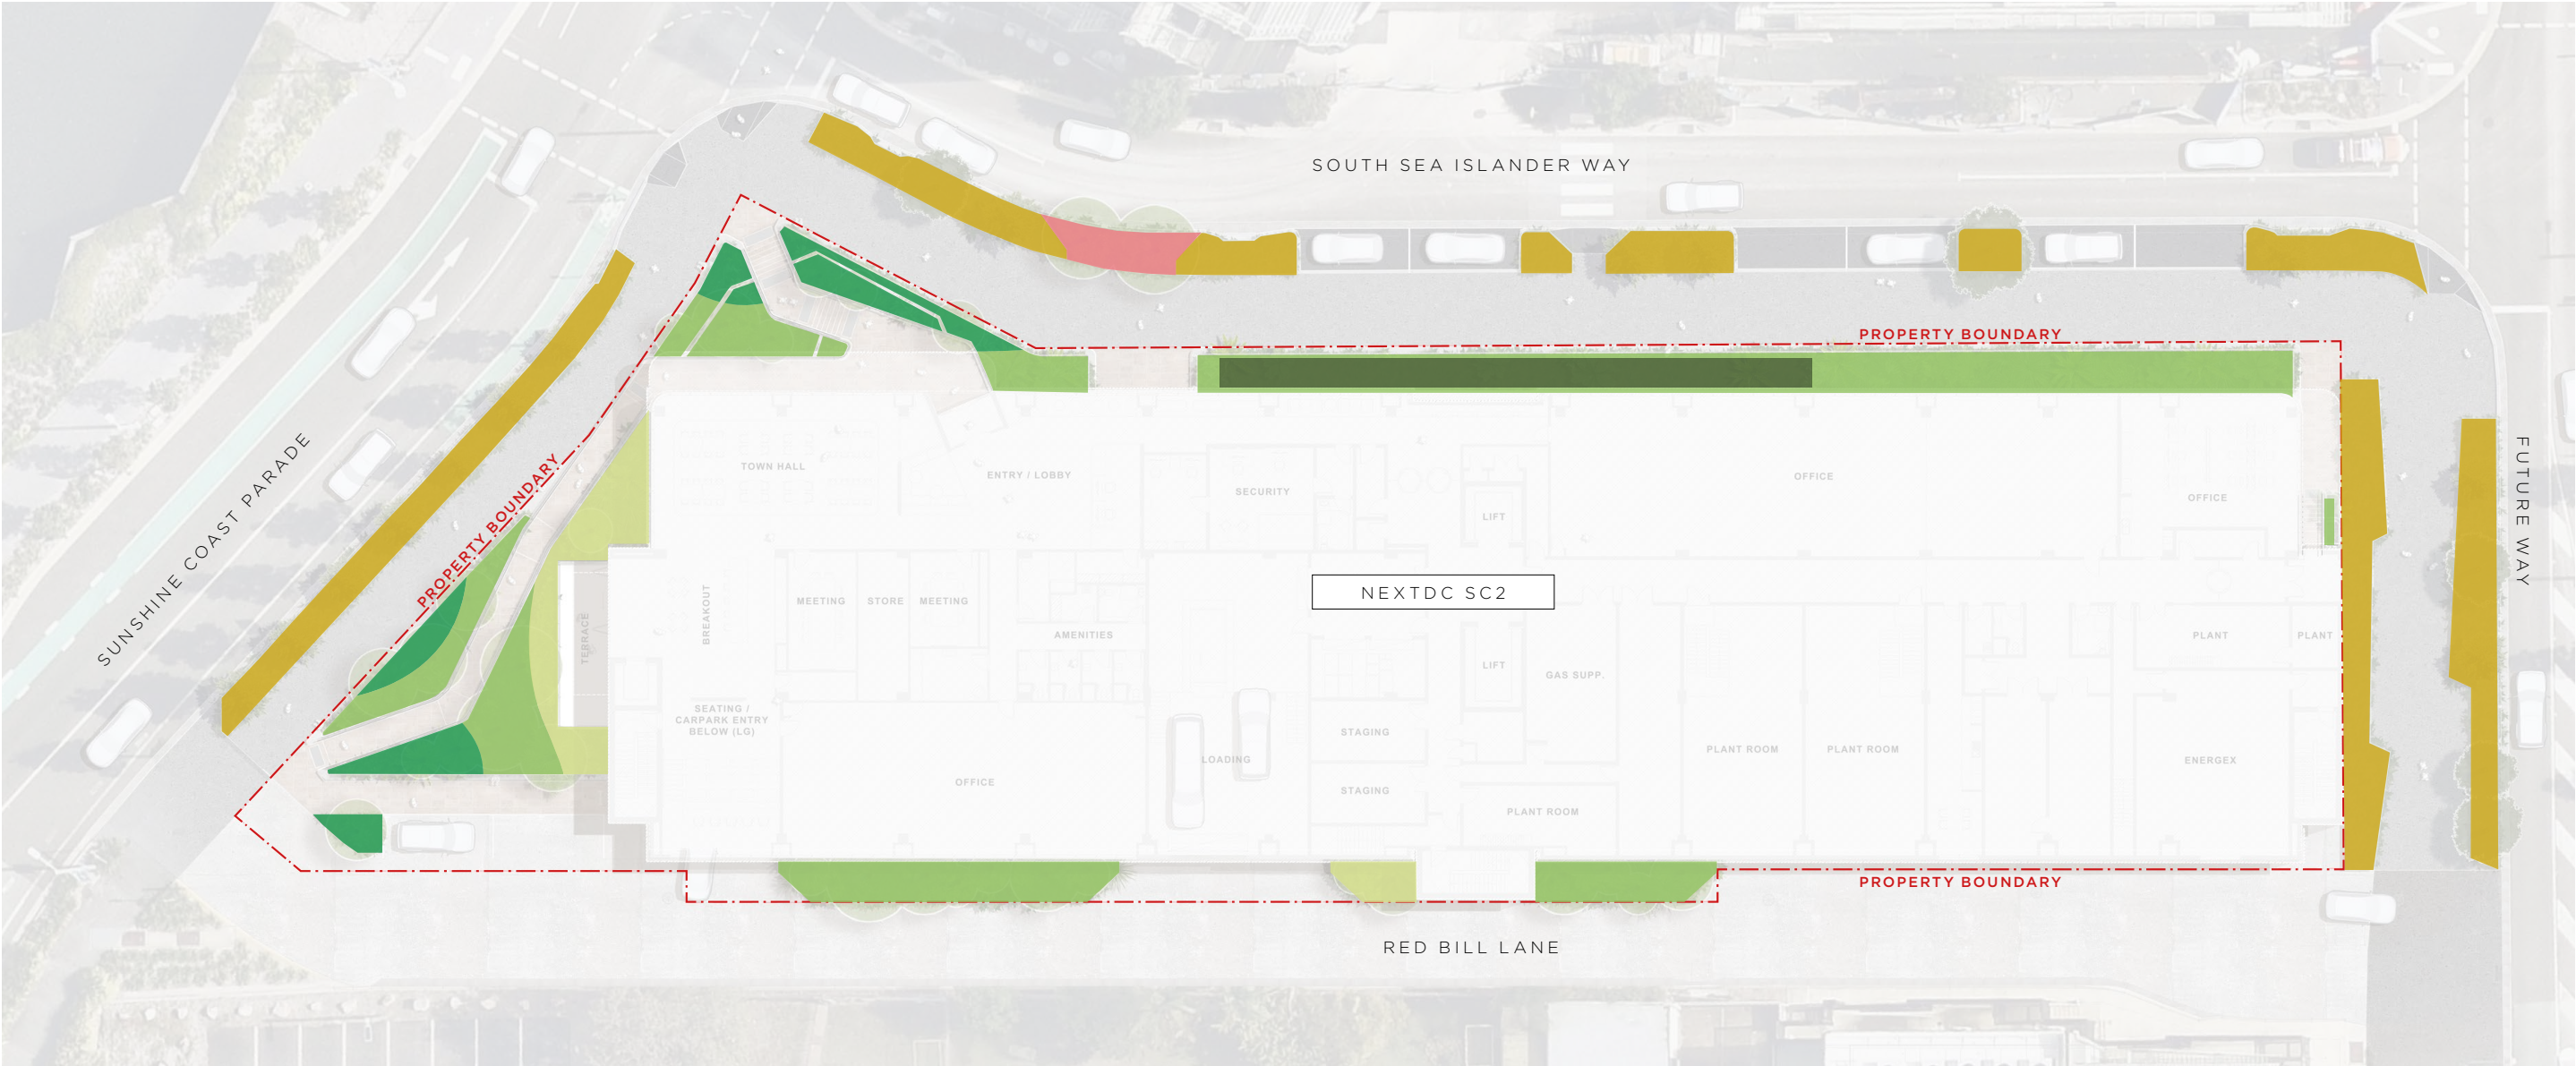 SOUTH SEA ISLANDER WAY
PROPERTY BOUNDARY
SUNSHINE COAST PARADE
PROPERTY BOUNDARY
FUTURE WAY
TOWN HALL
ENTRY / LOBBY
SECURITY
LIFT
OFFICE
OFFICE
NEXTDC SC2
TERRACE
BREAKOUT
MEETING
STORE
MEETING
AMENITIES
LIFT
GAS SUPP.
PLANT
PLANT
SEATING /
CARPARK ENTRY
BELOW (LG)
OFFICE
LOADING
STAGING
STAGING
PLANT ROOM
PLANT ROOM
PLANT ROOM
ENERGEX
PROPERTY BOUNDARY
RED BILL LANE